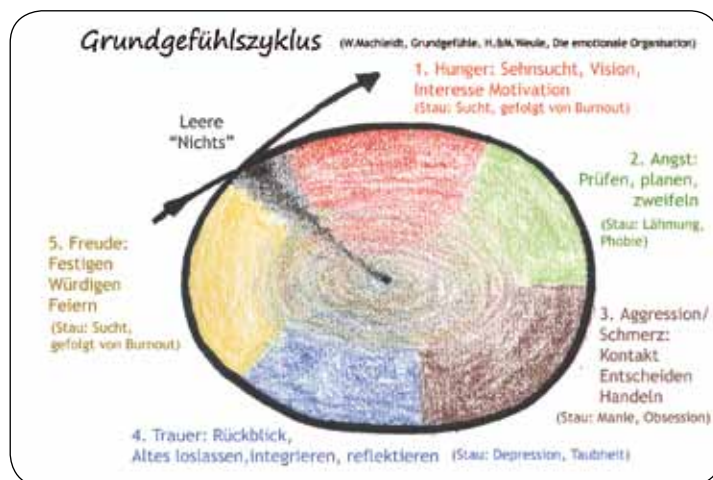 Grundgefühlszyklus (W.Machleidt, Grundgefühle, H.&M.Weule, Die emotionale Organisation)
1. Hunger: Sehnsucht, Vision,
Interesse Motivation
(Stau: Sucht, gefolgt von Burnout)
Leere
"Nichts"
2. Angst:
Prüfen, planen,
zweifeln
(Stau: Lähmung,
Phobie)
3. Aggression/
Schmerz:
Kontakt
Entscheiden
Handeln
(Stau: Manie, Obsession)
4. Trauer: Rückblick,
Altes loslassen,integrieren, reflektieren (Stau: Depression, Taubheit)
5. Freude:
Festigen
Würdigen
Feiern
(Stau: Sucht,
gefolgt von Burnout)